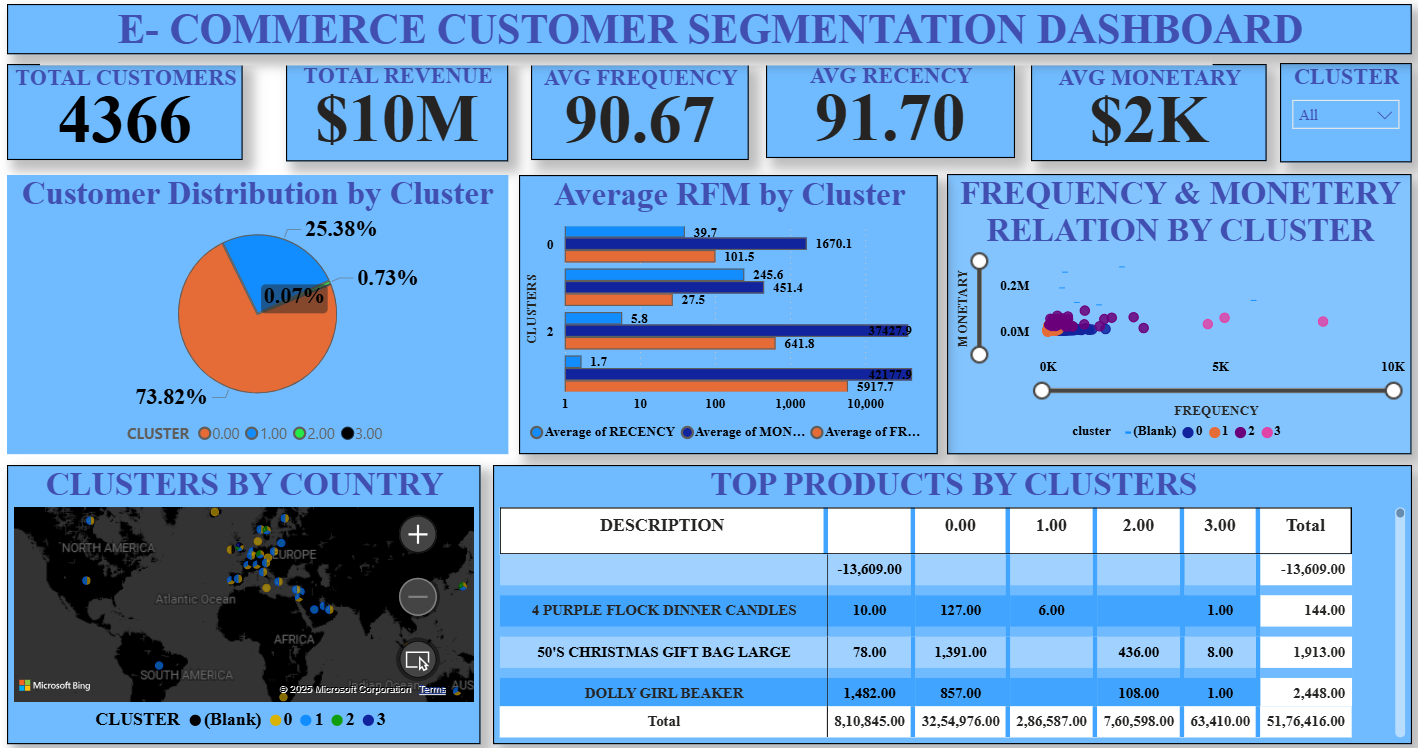 E- COMMERCE CUSTOMER SEGMENTATION DASHBOARD
TOTAL CUSTOMERS
4366
TOTAL REVENUE
$10M
AVG FREQUENCY
90.67
AVG RECENCY
91.70
AVG MONETARY
$2K
CLUSTER
All
Customer Distribution by Cluster
25.38%
0.73%
0.07%
73.82%
CLUSTER 0.00 1.00 2.00 3.00
Average RFM by Cluster
CLUSTERS
0
39.7
1670.1
101.5
245.6
451.4
27.5
2
5.8
37427.9
641.8
1.7
42177.9
5917.7
1 10 100 1,000 10,000
Average of RECENCY Average of MON... Average of FR...
FREQUENCY & MONETERY
RELATION BY CLUSTER
MONETARY
0.2M
0.0M
0K 5K 10K
FREQUENCY
cluster (Blank) 0 1 2 3
CLUSTERS BY COUNTRY
NORTH AMERICA
EUROPE
Atlantic Ocean
AFRICA
SOUTH AMERICA
Indian Ocean
AUS
Microsoft Bing
© 2025 Microsoft Corporation Terms
CLUSTER (Blank) 0 1 2 3
TOP PRODUCTS BY CLUSTERS
DESCRIPTION 0.00 1.00 2.00 3.00 Total
-13,609.00 -13,609.00
4 PURPLE FLOCK DINNER CANDLES 10.00 127.00 6.00 1.00 144.00
50'S CHRISTMAS GIFT BAG LARGE 78.00 1,391.00 436.00 8.00 1,913.00
DOLLY GIRL BEAKER 1,482.00 857.00 108.00 1.00 2,448.00
Total 8,10,845.00 32,54,976.00 2,86,587.00 7,60,598.00 63,410.00 51,76,416.00